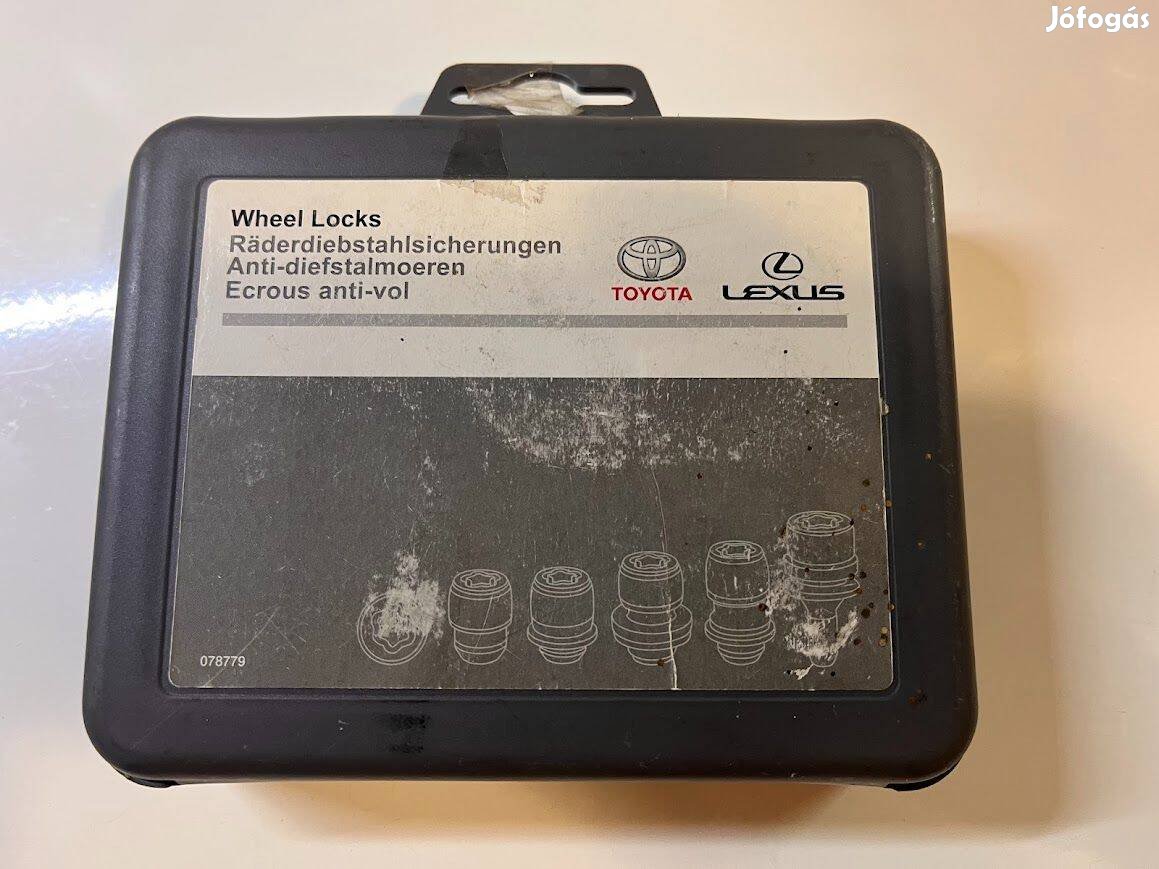 Jófogás
Wheel Locks
Räderdiebstahlsicherungen
Anti-diefstalmoeren
Ecrous anti-vol
TOYOTA
LEXUS
078779